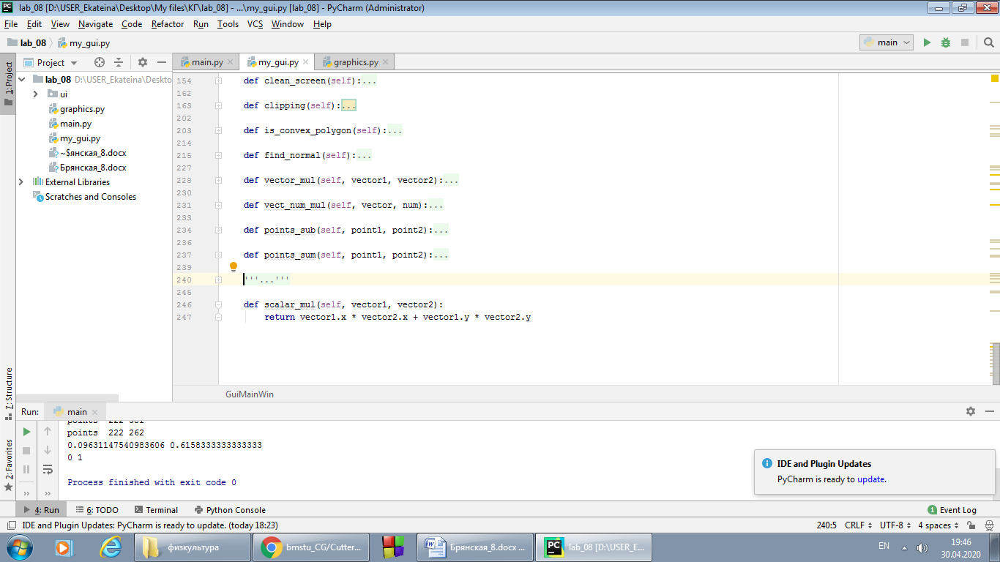 lab_08 [D:\USER_Ekateina\Desktop\My files\КГ\lab_08] - ...\my_gui.py [lab_08] - PyCharm (Administrator)
File Edit View Navigate Code Refactor Run Tools VCS Window Help
lab_08 my_gui.py main
Project main.py my_gui.py graphics.py
1: Project
lab_08 D:\USER_Ekateina\Deskto
ui
graphics.py
main.py
my_gui.py
~$янская_8.docx
Брянская_8.docx
External Libraries
Scratches and Consoles
154 def clean_screen(self):...
162
163 def clipping(self):...
202
203 def is_convex_polygon(self):...
214
215 def find_normal(self):...
227
228 def vector_mul(self, vector1, vector2):...
230
231 def vect_num_mul(self, vector, num):...
233
234 def points_sub(self, point1, point2):...
236
237 def points_sum(self, point1, point2):...
239
240 '''...'''
245
246 def scalar_mul(self, vector1, vector2):
247 return vector1.x * vector2.x + vector1.y * vector2.y
GuiMainWin
7: Structure
2: Favorites
Run: main
points 222 262
0.09631147540983606 0.6158333333333333
0 1
Process finished with exit code 0
IDE and Plugin Updates
PyCharm is ready to update.
4: Run 6: TODO Terminal Python Console 1 Event Log
IDE and Plugin Updates: PyCharm is ready to update. (today 18:23) 240:5 CRLF UTF-8 4 spaces
физкультура bmstu_CG/Cutter... Брянская_8.docx ... lab_08 [D:\USER_E... EN 19:46
30.04.2020